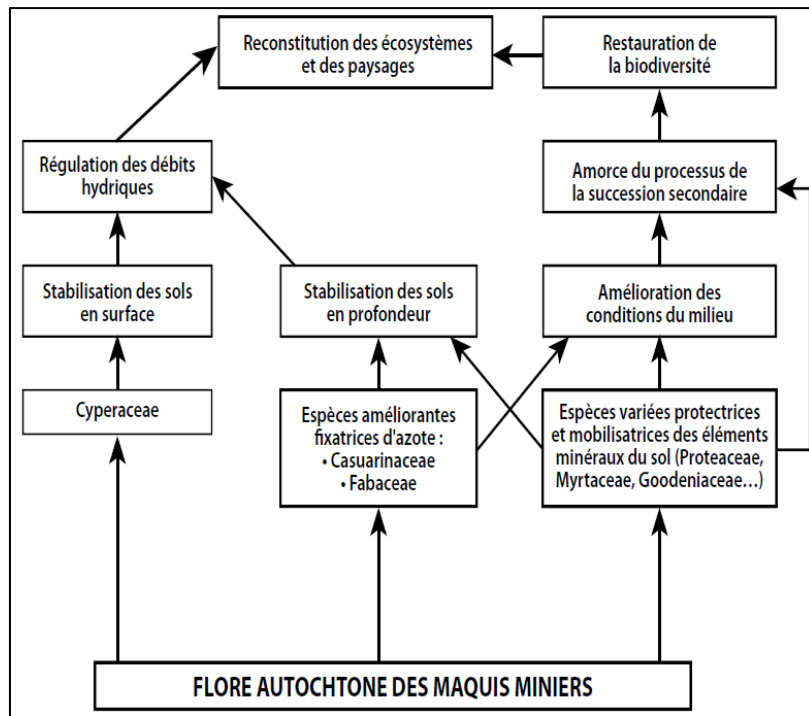 Reconstitution des écosystèmes
et des paysages
Restauration de
la biodiversité
Régulation des débits
hydriques
Amorce du processus de
la succession secondaire
Stabilisation des sols
en surface
Stabilisation des sols
en profondeur
Amélioration des
conditions du milieu
Cyperaceae
Espèces améliorantes
fixatrices d'azote :
• Casuarinaceae
• Fabaceae
Espèces variées protectrices
et mobilisatrices des éléments
minéraux du sol (Proteaceae,
Myrtaceae, Goodeniaceae...)
FLORE AUTOCHTONE DES MAQUIS MINIERS